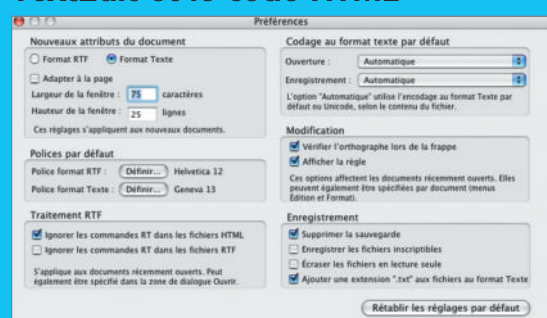 TextEdit et le code HTML
Préférences
Nouveaux attributs du document
Format RTF Format Texte
Adapter à la page
Largeur de la fenêtre : 75 caractères
Hauteur de la fenêtre : 25 lignes
Ces réglages s'appliquent aux nouveaux documents.
Polices par défaut
Police format RTF : Définir... Helvetica 12
Police format Texte : Définir... Geneva 13
Traitement RTF
Ignorer les commandes RT dans les fichiers HTML
Ignorer les commandes RT dans les fichiers RTF
S'applique aux documents récemment ouverts. Peut
également être spécifié dans la zone de dialogue Ouvrir.
Codage au format texte par défaut
Ouverture : Automatique
Enregistrement : Automatique
L'option "Automatique" utilise l'encodage au format Texte par
défaut ou Unicode, selon le contenu du fichier.
Modification
Vérifier l'orthographe lors de la frappe
Afficher la règle
Ces options affectent les documents récemment ouverts. Elles
peuvent également être spécifiées par document (menus
Édition et Format).
Enregistrement
Supprimer la sauvegarde
Enregistrer les fichiers inscriptibles
Écraser les fichiers en lecture seule
Ajouter une extension ".txt" aux fichiers au format Texte
Rétablir les réglages par défaut